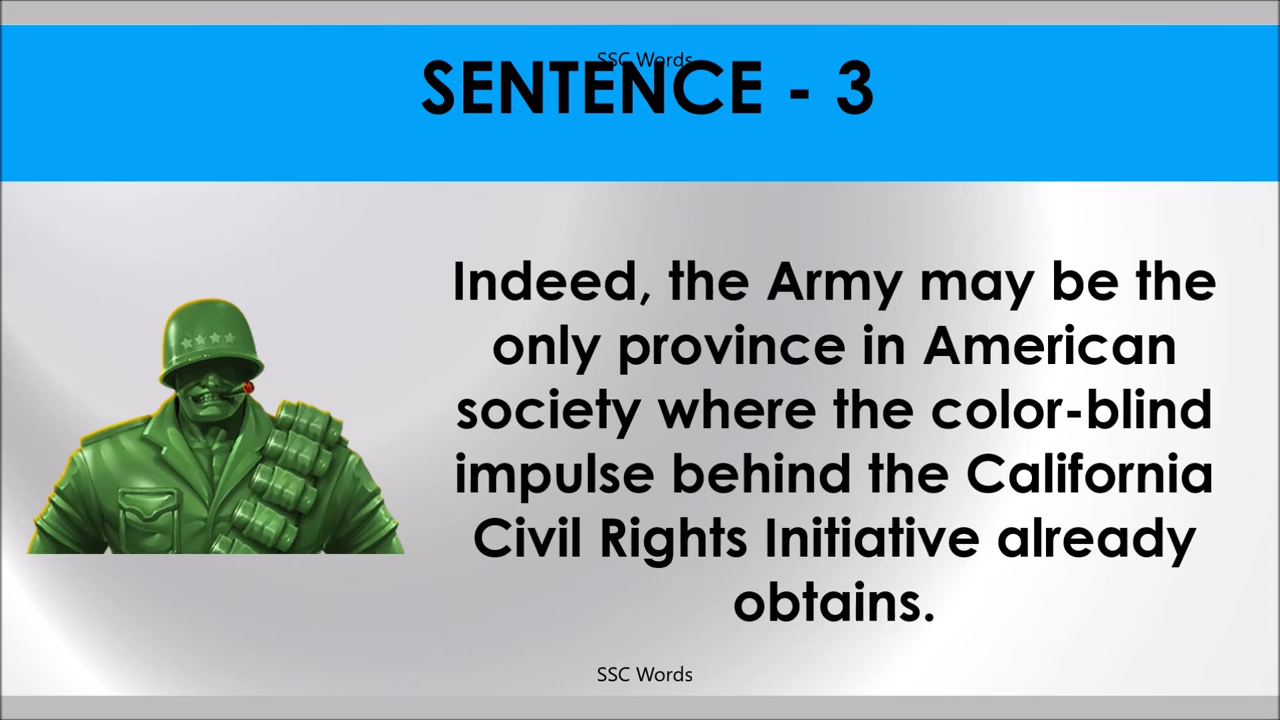 SSC Words
SENTENCE - 3
Indeed, the Army may be the
only province in American
society where the color-blind
impulse behind the California
Civil Rights Initiative already
obtains.
SSC Words